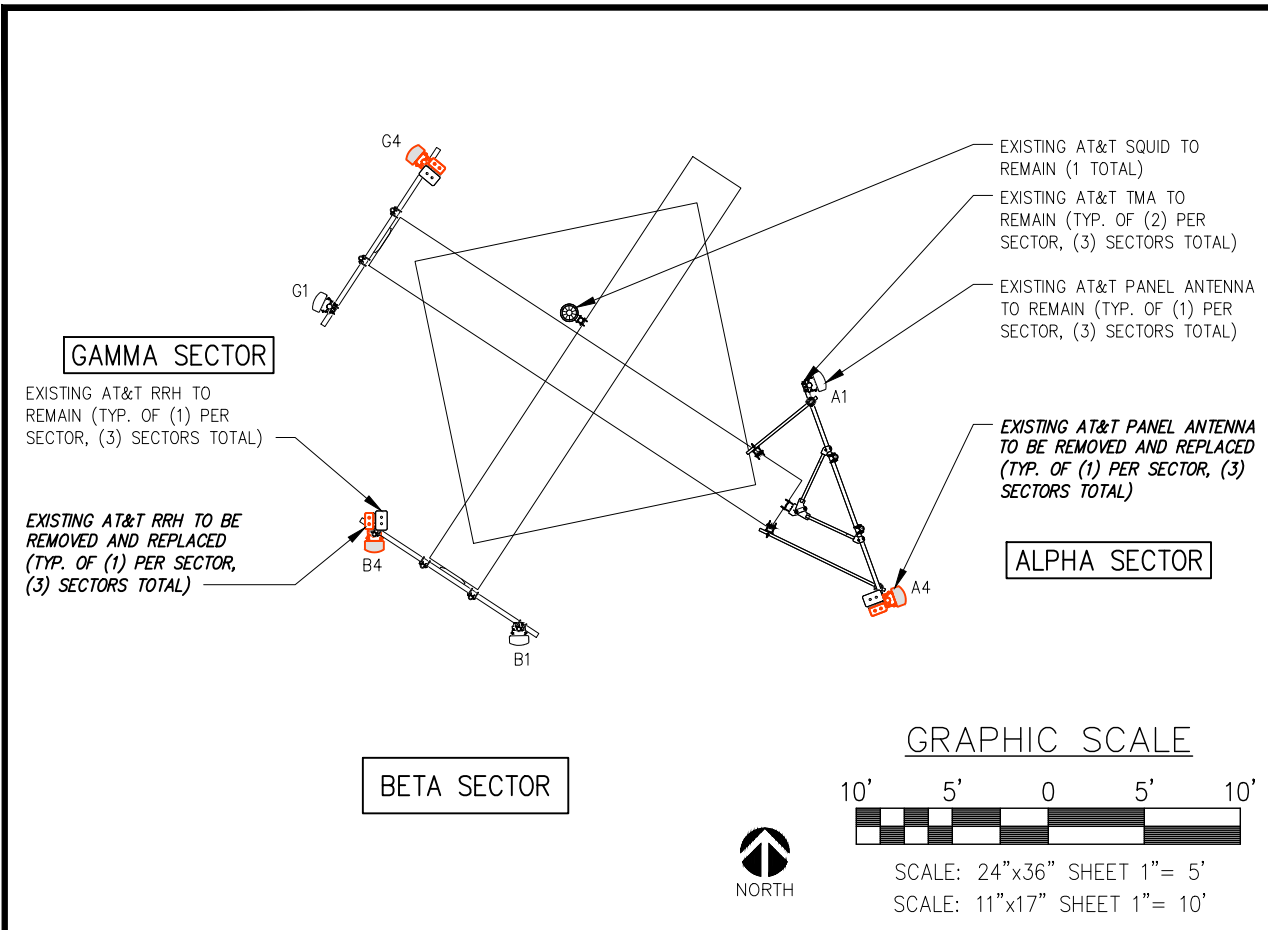 G4
EXISTING AT&T SQUID TO
REMAIN (1 TOTAL)
EXISTING AT&T TMA TO
REMAIN (TYP. OF (2) PER
SECTOR, (3) SECTORS TOTAL)
G1
EXISTING AT&T PANEL ANTENNA
TO REMAIN (TYP. OF (1) PER
SECTOR, (3) SECTORS TOTAL)
GAMMA SECTOR
EXISTING AT&T RRH TO
REMAIN (TYP. OF (1) PER
SECTOR, (3) SECTORS TOTAL)
A1
EXISTING AT&T PANEL ANTENNA
TO BE REMOVED AND REPLACED
(TYP. OF (1) PER SECTOR, (3)
SECTORS TOTAL)
EXISTING AT&T RRH TO BE
REMOVED AND REPLACED
(TYP. OF (1) PER SECTOR,
(3) SECTORS TOTAL)
B4
ALPHA SECTOR
A4
B1
BETA SECTOR
GRAPHIC SCALE
10' 5' 0 5' 10'
NORTH
SCALE: 24"x36" SHEET 1"= 5'
SCALE: 11"x17" SHEET 1"= 10'